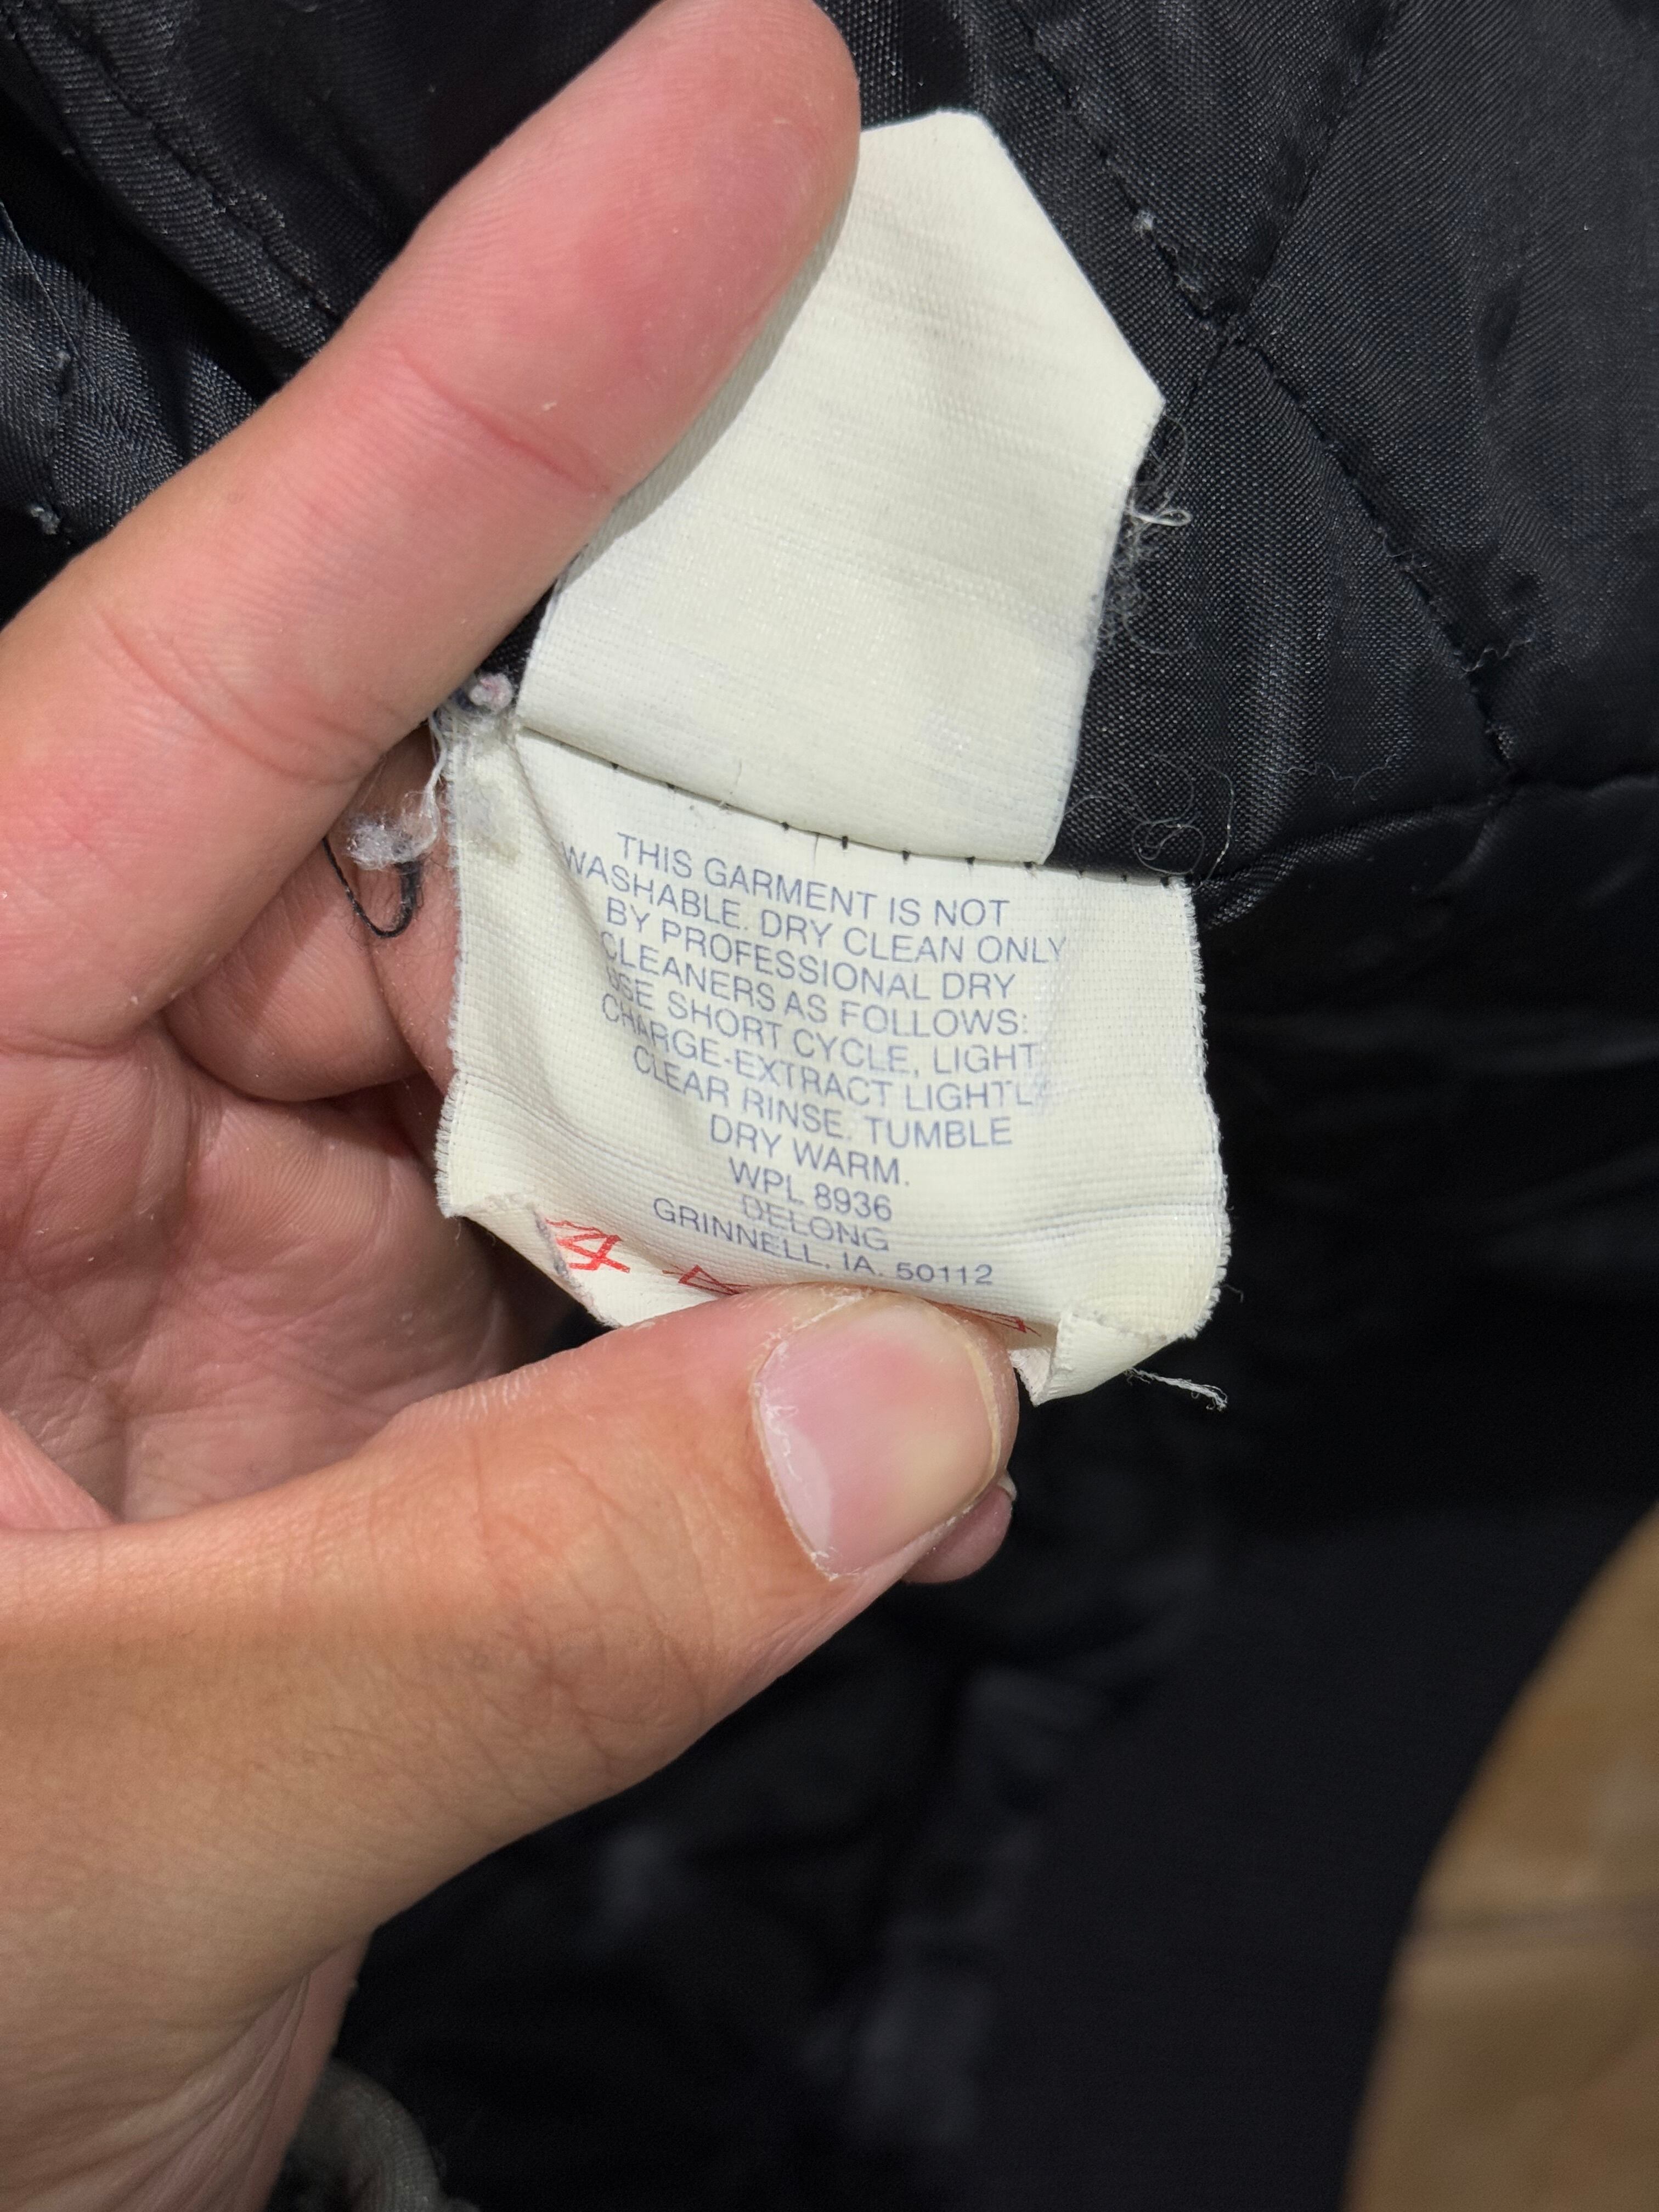 THIS GARMENT IS NOT
WASHABLE. DRY CLEAN ONLY
BY PROFESSIONAL DRY
CLEANERS AS FOLLOWS:
USE SHORT CYCLE, LIGHT
CHARGE-EXTRACT LIGHTLY
CLEAR RINSE. TUMBLE
DRY WARM.
WPL 8936
DELONG
GRINNELL, IA. 50112